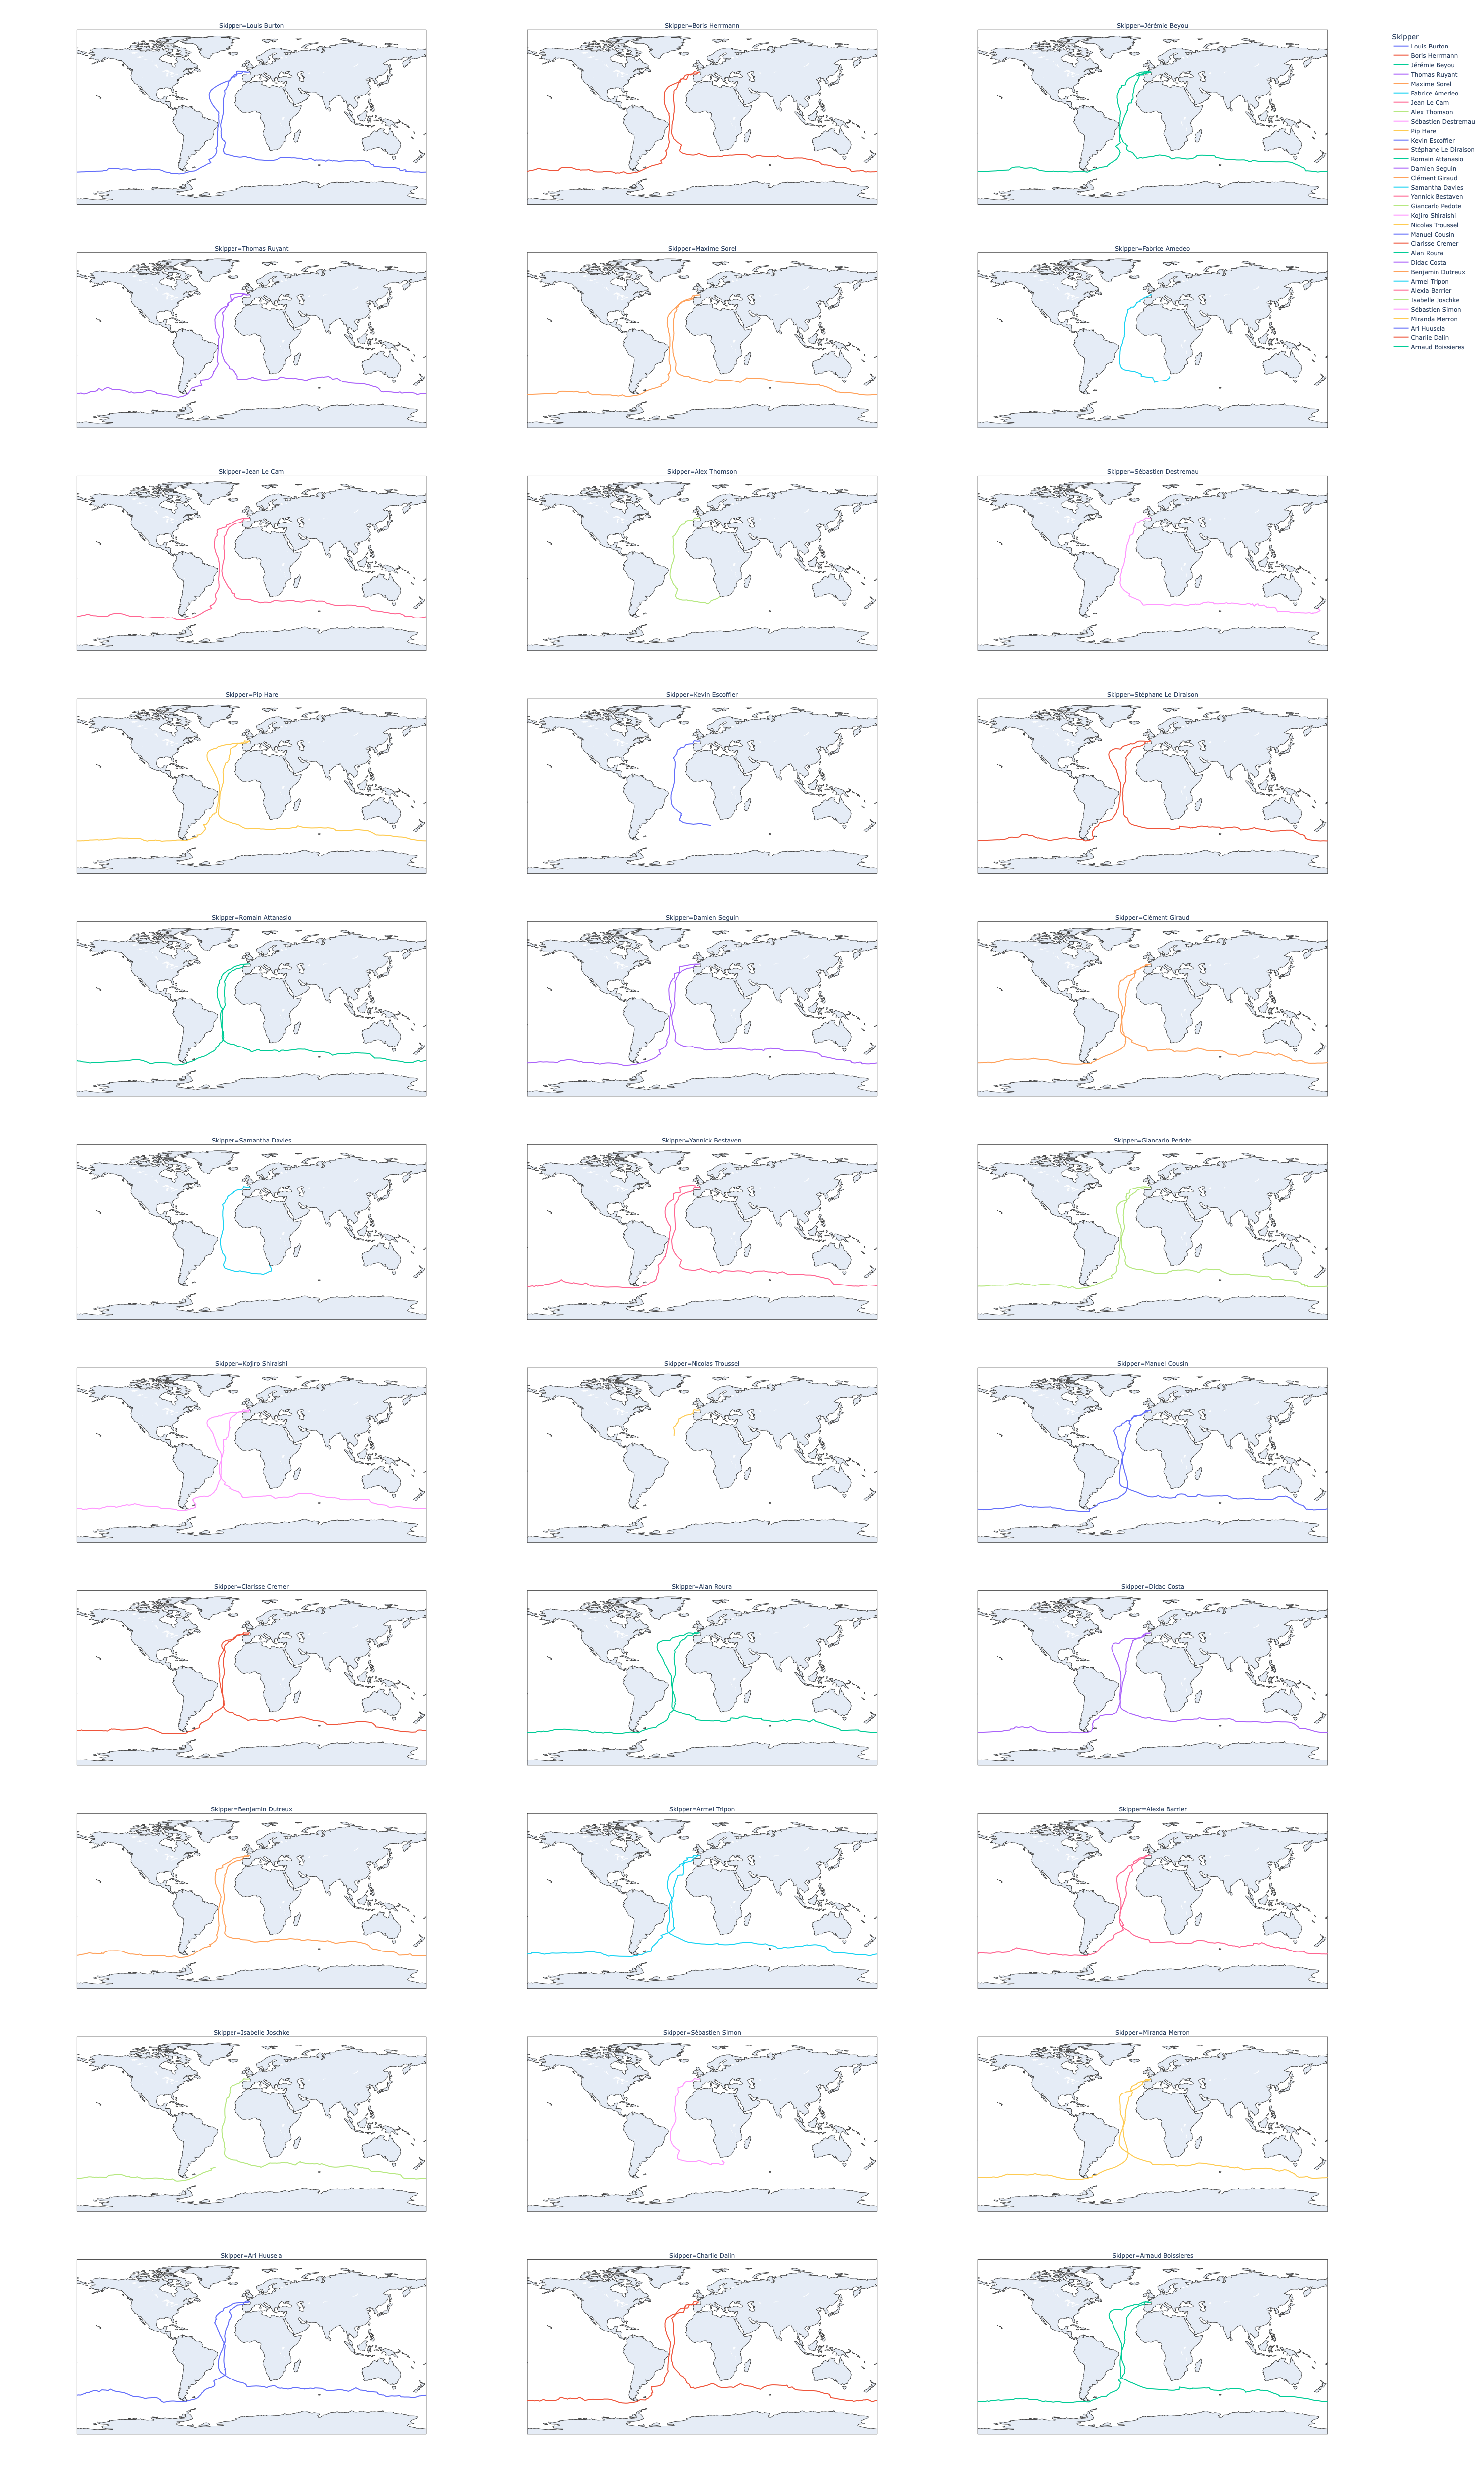 Skipper=Louis Burton
Skipper=Boris Herrmann
Skipper=Jérémie Beyou
Skipper
Louis Burton
Boris Herrmann
Jérémie Beyou
Thomas Ruyant
Maxime Sorel
Fabrice Amedeo
Jean Le Cam
Alex Thomson
Sébastien Destremau
Pip Hare
Kevin Escoffier
Stéphane Le Diraison
Romain Attanasio
Damien Seguin
Clément Giraud
Samantha Davies
Yannick Bestaven
Giancarlo Pedote
Kojiro Shiraishi
Nicolas Troussel
Manuel Cousin
Clarisse Cremer
Alan Roura
Didac Costa
Benjamin Dutreux
Armel Tripon
Alexia Barrier
Isabelle Joschke
Sébastien Simon
Miranda Merron
Ari Huusela
Charlie Dalin
Arnaud Boissieres
Skipper=Thomas Ruyant
Skipper=Maxime Sorel
Skipper=Fabrice Amedeo
Skipper=Jean Le Cam
Skipper=Alex Thomson
Skipper=Sébastien Destremau
Skipper=Pip Hare
Skipper=Kevin Escoffier
Skipper=Stéphane Le Diraison
Skipper=Romain Attanasio
Skipper=Damien Seguin
Skipper=Clément Giraud
Skipper=Samantha Davies
Skipper=Yannick Bestaven
Skipper=Giancarlo Pedote
Skipper=Kojiro Shiraishi
Skipper=Nicolas Troussel
Skipper=Manuel Cousin
Skipper=Clarisse Cremer
Skipper=Alan Roura
Skipper=Didac Costa
Skipper=Benjamin Dutreux
Skipper=Armel Tripon
Skipper=Alexia Barrier
Skipper=Isabelle Joschke
Skipper=Sébastien Simon
Skipper=Miranda Merron
Skipper=Ari Huusela
Skipper=Charlie Dalin
Skipper=Arnaud Boissieres